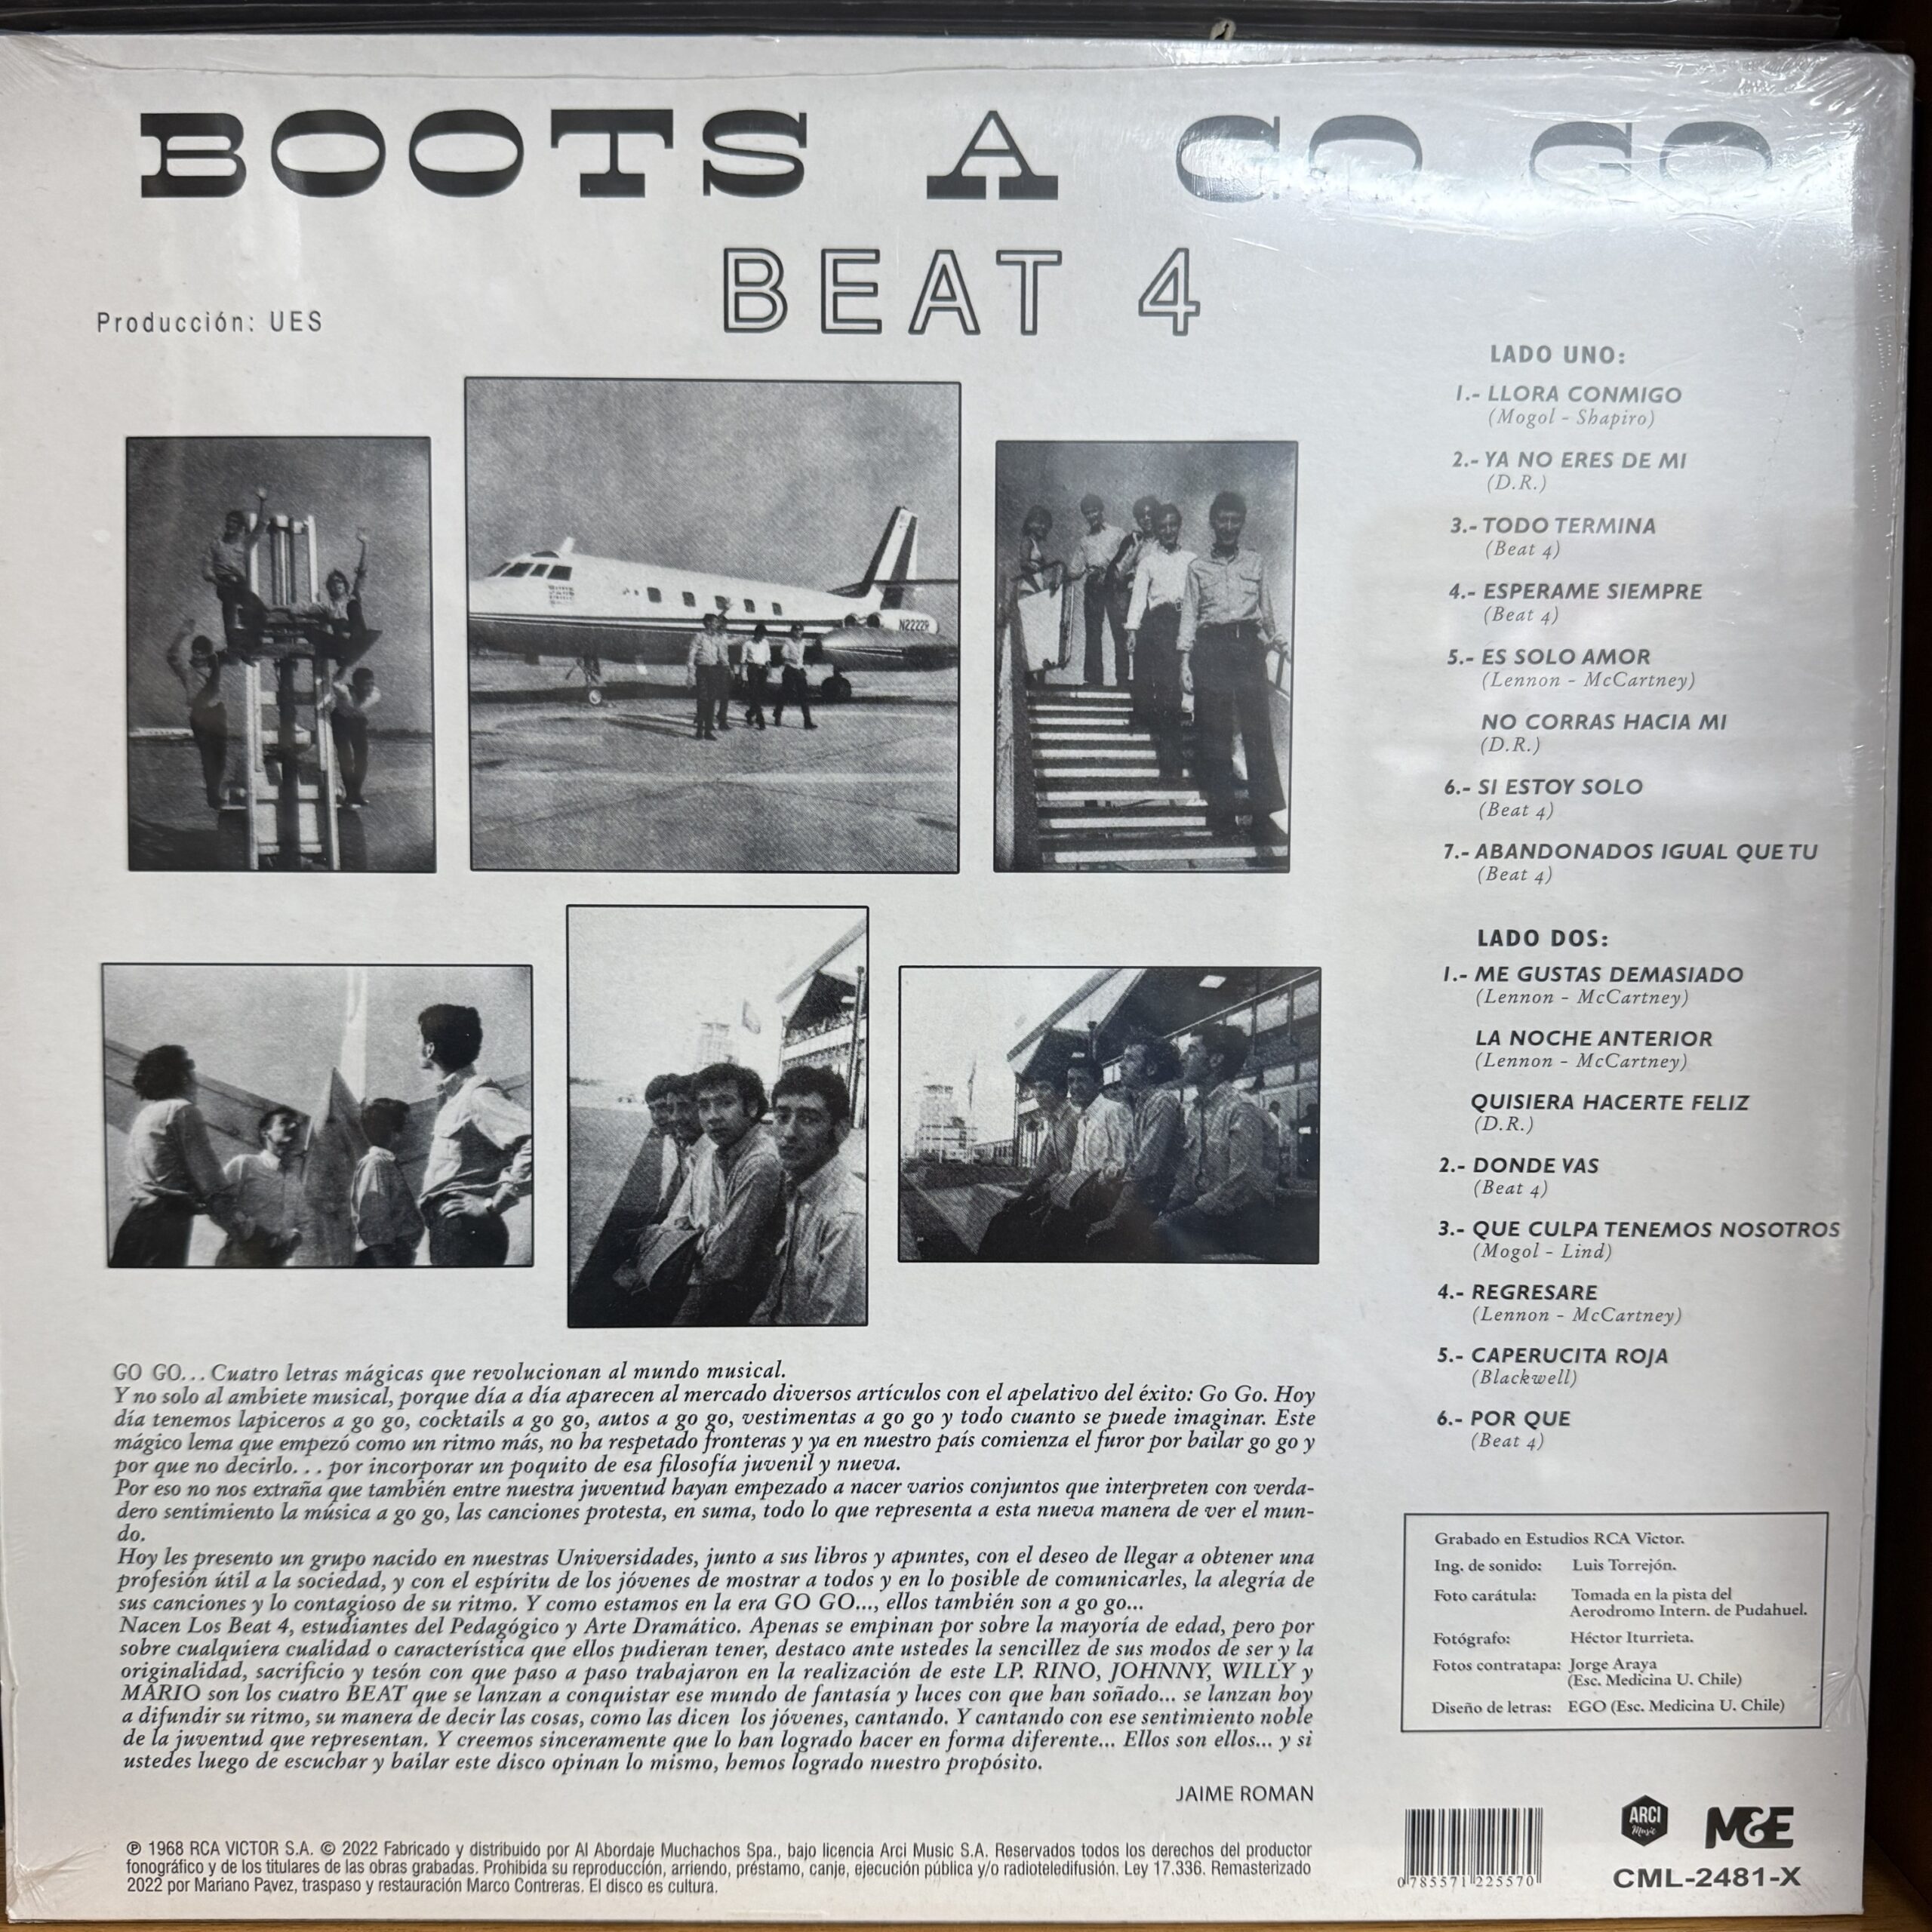 BOOTS A GO GO
BEAT 4
Producción: UES
N2222R
LADO UNO:
1.- LLORA CONMIGO
(Mogol - Shapiro)
2.- YA NO ERES DE MI
(D.R.)
3.- TODO TERMINA
(Beat 4)
4.- ESPERAME SIEMPRE
(Beat 4)
5.- ES SOLO AMOR
(Lennon - McCartney)
NO CORRAS HACIA MI
(D.R.)
6.- SI ESTOY SOLO
(Beat 4)
7.- ABANDONADOS IGUAL QUE TU
(Beat 4)
LADO DOS:
1.- ME GUSTAS DEMASIADO
(Lennon - McCartney)
LA NOCHE ANTERIOR
(Lennon - McCartney)
QUISIERA HACERTE FELIZ
(D.R.)
2.- DONDE VAS
(Beat 4)
3.- QUE CULPA TENEMOS NOSOTROS
(Mogol - Lind)
4.- REGRESARE
(Lennon - McCartney)
5.- CAPERUCITA ROJA
(Blackwell)
6.- POR QUE
(Beat 4)
GO GO... Cuatro letras mágicas que revolucionan al mundo musical.
Y no solo al ambiete musical, porque día a día aparecen al mercado diversos artículos con el apelativo del éxito: Go Go. Hoy
día tenemos lapiceros a go go, cocktails a go go, autos a go go, vestimentas a go go y todo cuanto se puede imaginar. Este
mágico lema que empezó como un ritmo más, no ha respetado fronteras y ya en nuestro país comienza el furor por bailar go go y
por que no decirlo. . . por incorporar un poquito de esa filosofía juvenil y nueva.
Por eso no nos extraña que también entre nuestra juventud hayan empezado a nacer varios conjuntos que interpreten con verda-
dero sentimiento la música a go go, las canciones protesta, en suma, todo lo que representa a esta nueva manera de ver el mun-
do.
Hoy les presento un grupo nacido en nuestras Universidades, junto a sus libros y apuntes, con el deseo de llegar a obtener una
profesión útil a la sociedad, y con el espíritu de los jóvenes de mostrar a todos y en lo posible de comunicarles, la alegría de
sus canciones y lo contagioso de su ritmo. Y como estamos en la era GO GO..., ellos también son a go go...
Nacen Los Beat 4, estudiantes del Pedagógico y Arte Dramático. Apenas se empinan por sobre la mayoría de edad, pero por
sobre cualquiera cualidad o característica que ellos pudieran tener, destaco ante ustedes la sencillez de sus modos de ser y la
originalidad, sacrificio y tesón con que paso a paso trabajaron en la realización de este LP. RINO, JOHNNY, WILLY y
MARIO son los cuatro BEAT que se lanzan a conquistar ese mundo de fantasía y luces con que han soñado... se lanzan hoy
a difundir su ritmo, su manera de decir las cosas, como las dicen los jóvenes, cantando. Y cantando con ese sentimiento noble
de la juventud que representan. Y creemos sinceramente que lo han logrado hacer en forma diferente... Ellos son ellos... y si
ustedes luego de escuchar y bailar este disco opinan lo mismo, hemos logrado nuestro propósito.
JAIME ROMAN
Grabado en Estudios RCA Victor.
Ing. de sonido: Luis Torrejón.
Foto carátula: Tomada en la pista del
Aerodromo Intern. de Pudahuel.
Fotógrafo: Héctor Iturrieta.
Fotos contratapa: Jorge Araya
(Esc. Medicina U. Chile)
Diseño de letras: EGO (Esc. Medicina U. Chile)
℗ 1968 RCA VICTOR S.A. © 2022 Fabricado y distribuido por Al Abordaje Muchachos Spa., bajo licencia Arci Music S.A. Reservados todos los derechos del productor
fonográfico y de los titulares de las obras grabadas. Prohibida su reproducción, arriendo, préstamo, canje, ejecución pública y/o radioteledifusión. Ley 17.336. Remasterizado
2022 por Mariano Pavez, traspaso y restauración Marco Contreras. El disco es cultura.
0 785571 225570
ARCI
Music
M&E
CML-2481-X